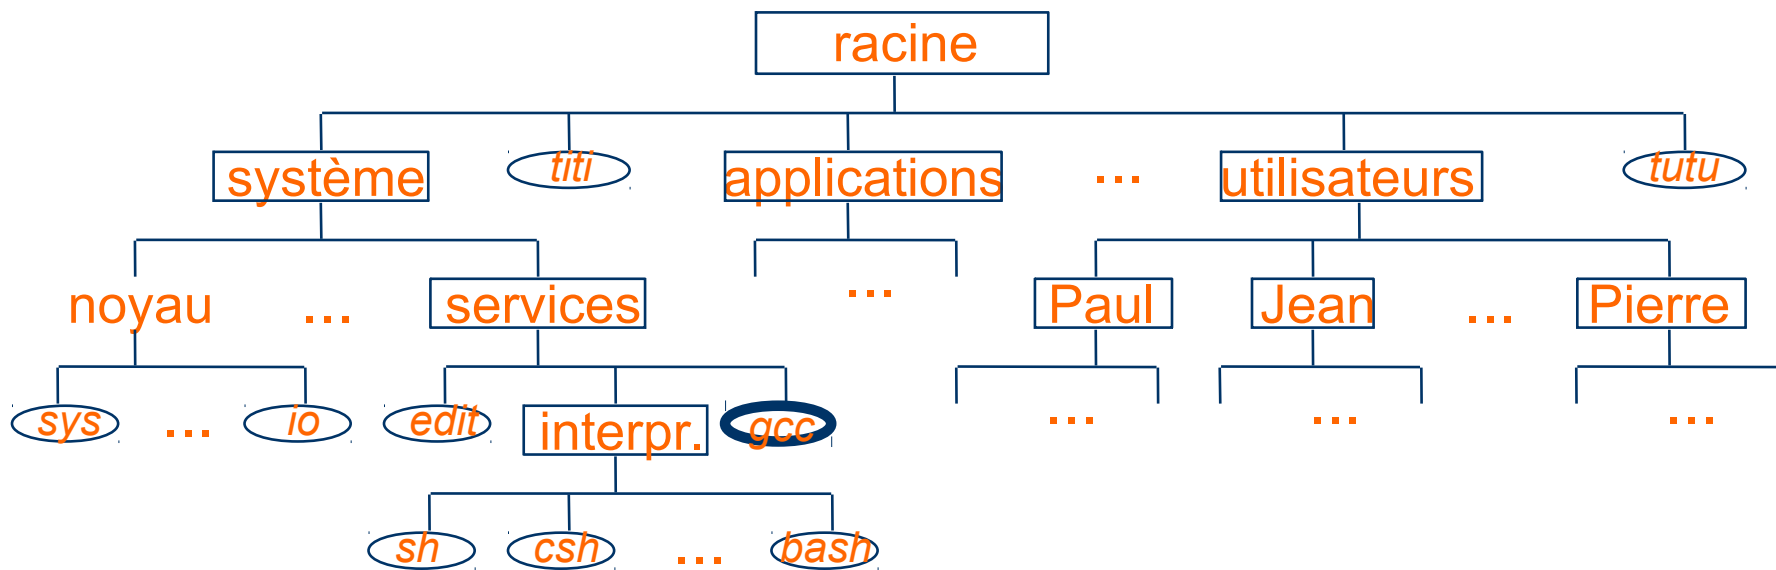 racine
système titi applications ... utilisateurs tutu
noyau ... services ... Paul Jean ... Pierre
sys ... io edit interpr. gcc ... ... ...
sh csh ... bash